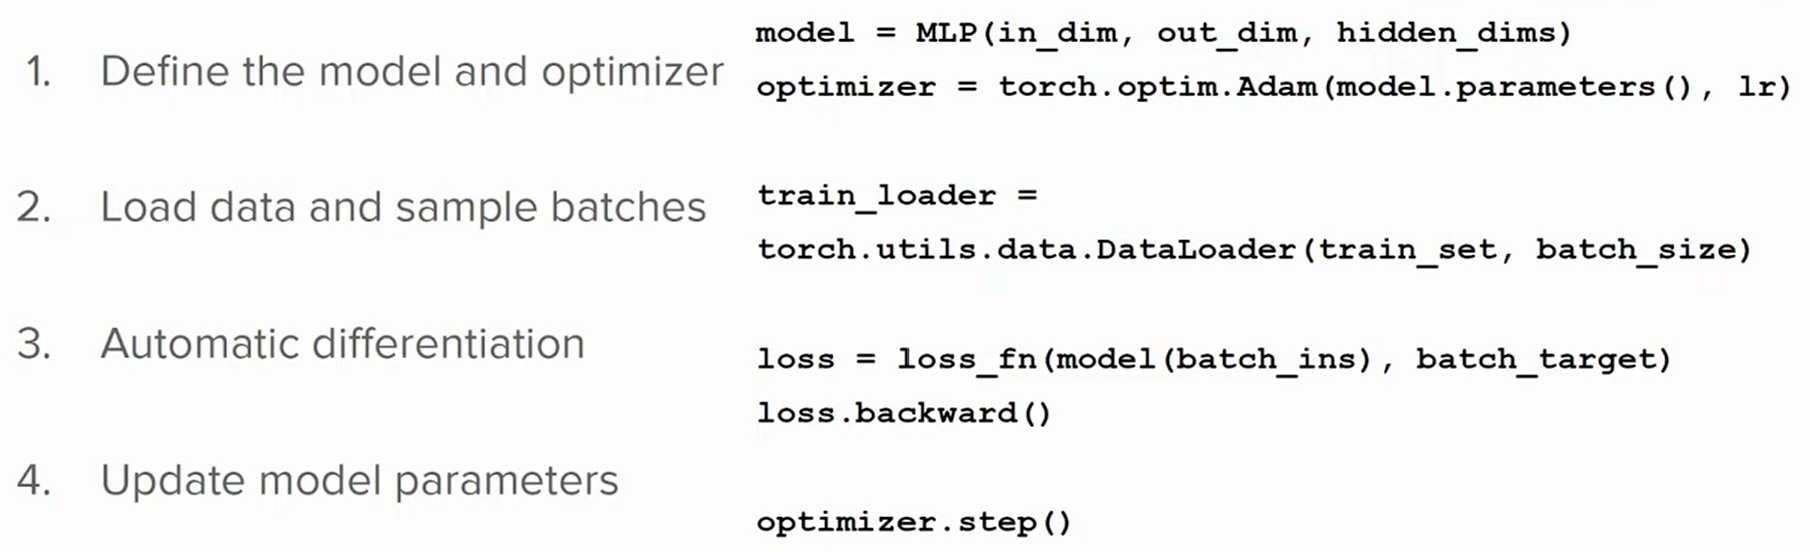 1. Define the model and optimizer
model = MLP(in_dim, out_dim, hidden_dims)
optimizer = torch.optim.Adam(model.parameters(), lr)
2. Load data and sample batches
train_loader =
torch.utils.data.DataLoader(train_set, batch_size)
3. Automatic differentiation
loss = loss_fn(model(batch_ins), batch_target)
loss.backward()
4. Update model parameters
optimizer.step()